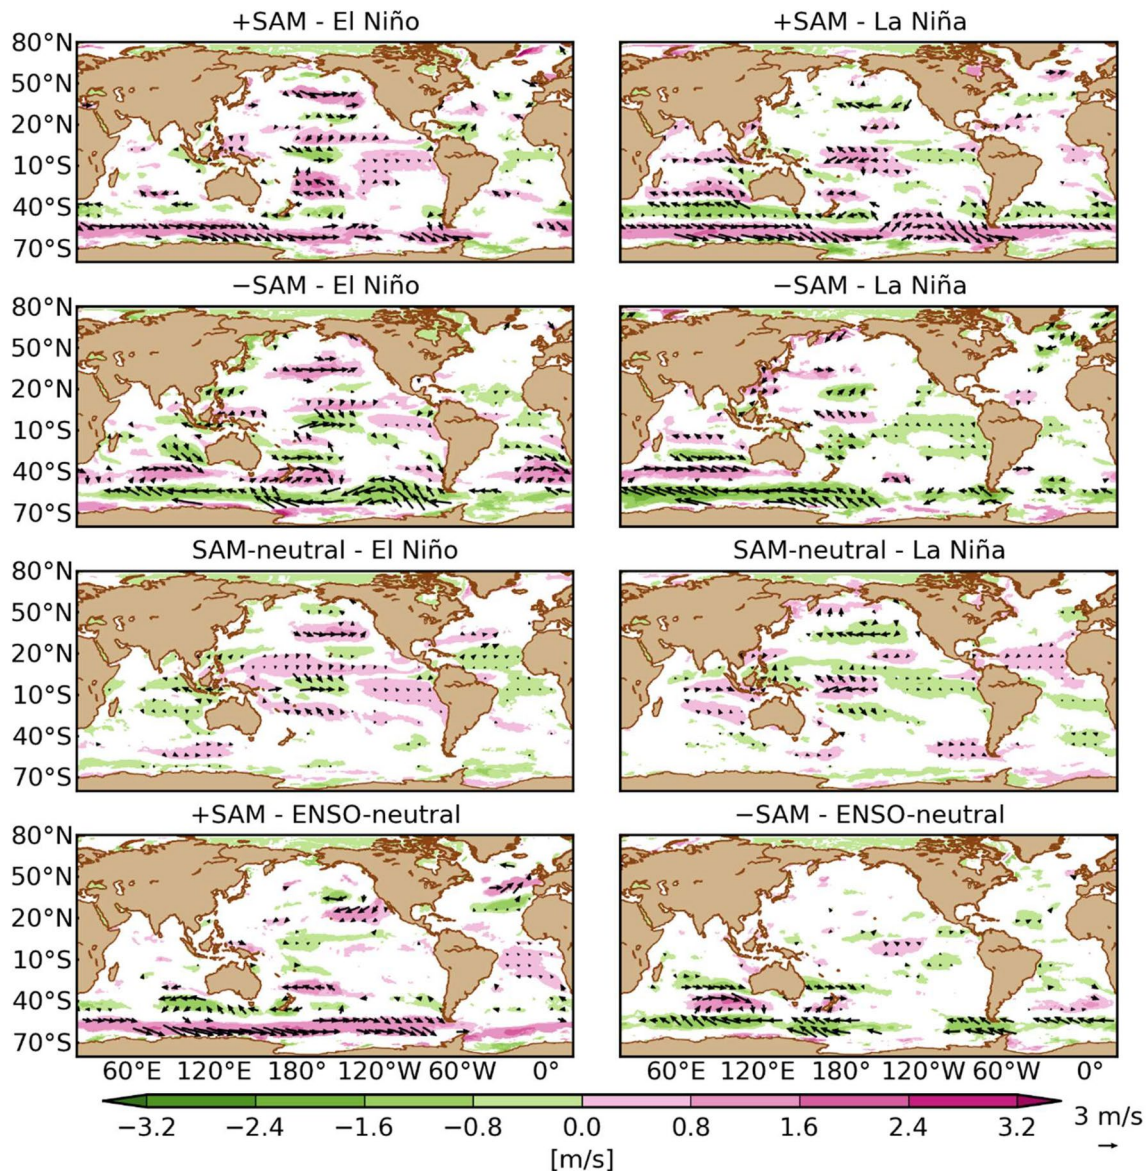 +SAM - El Niño
+SAM - La Niña
80°N
50°N
20°N
10°S
40°S
70°S
−SAM - El Niño
−SAM - La Niña
80°N
50°N
20°N
10°S
40°S
70°S
SAM-neutral - El Niño
SAM-neutral - La Niña
80°N
50°N
20°N
10°S
40°S
70°S
+SAM - ENSO-neutral
−SAM - ENSO-neutral
80°N
50°N
20°N
10°S
40°S
70°S
60°E 120°E 180° 120°W 60°W 0°
60°E 120°E 180° 120°W 60°W 0°
−3.2 −2.4 −1.6 −0.8 0.0 0.8 1.6 2.4 3.2
3 m/s
[m/s]